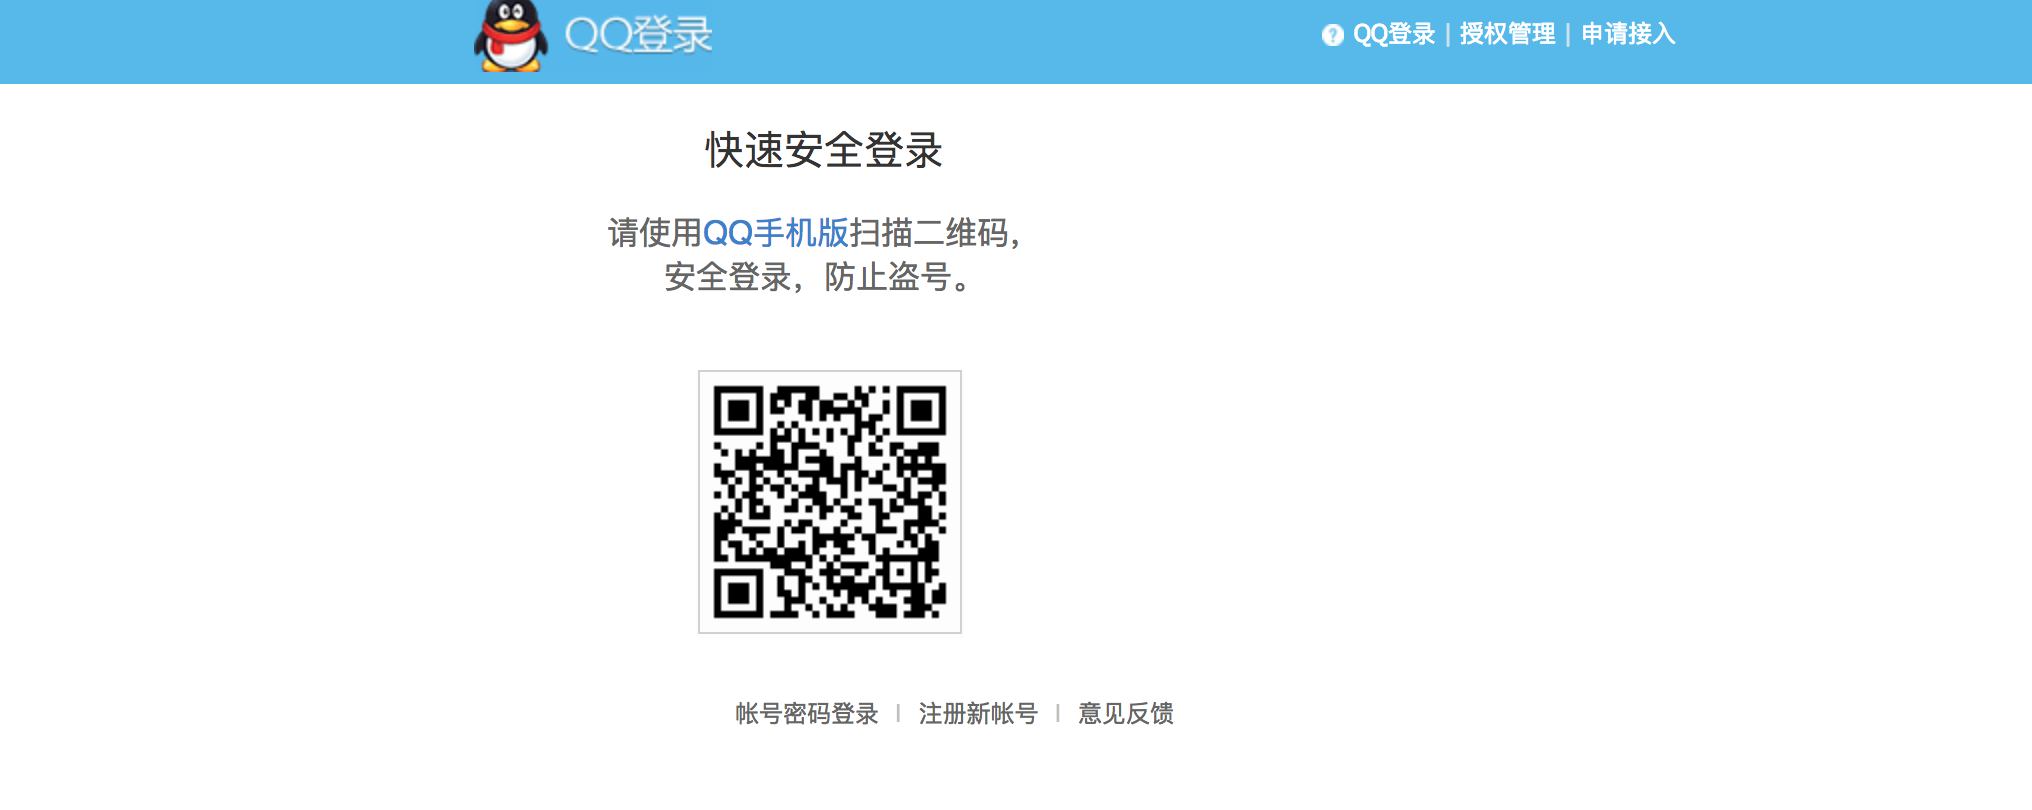 QQ登录
QQ登录 | 授权管理 | 申请接入
快速安全登录
请使用QQ手机版扫描二维码，
安全登录，防止盗号。
帐号密码登录 | 注册新帐号 | 意见反馈